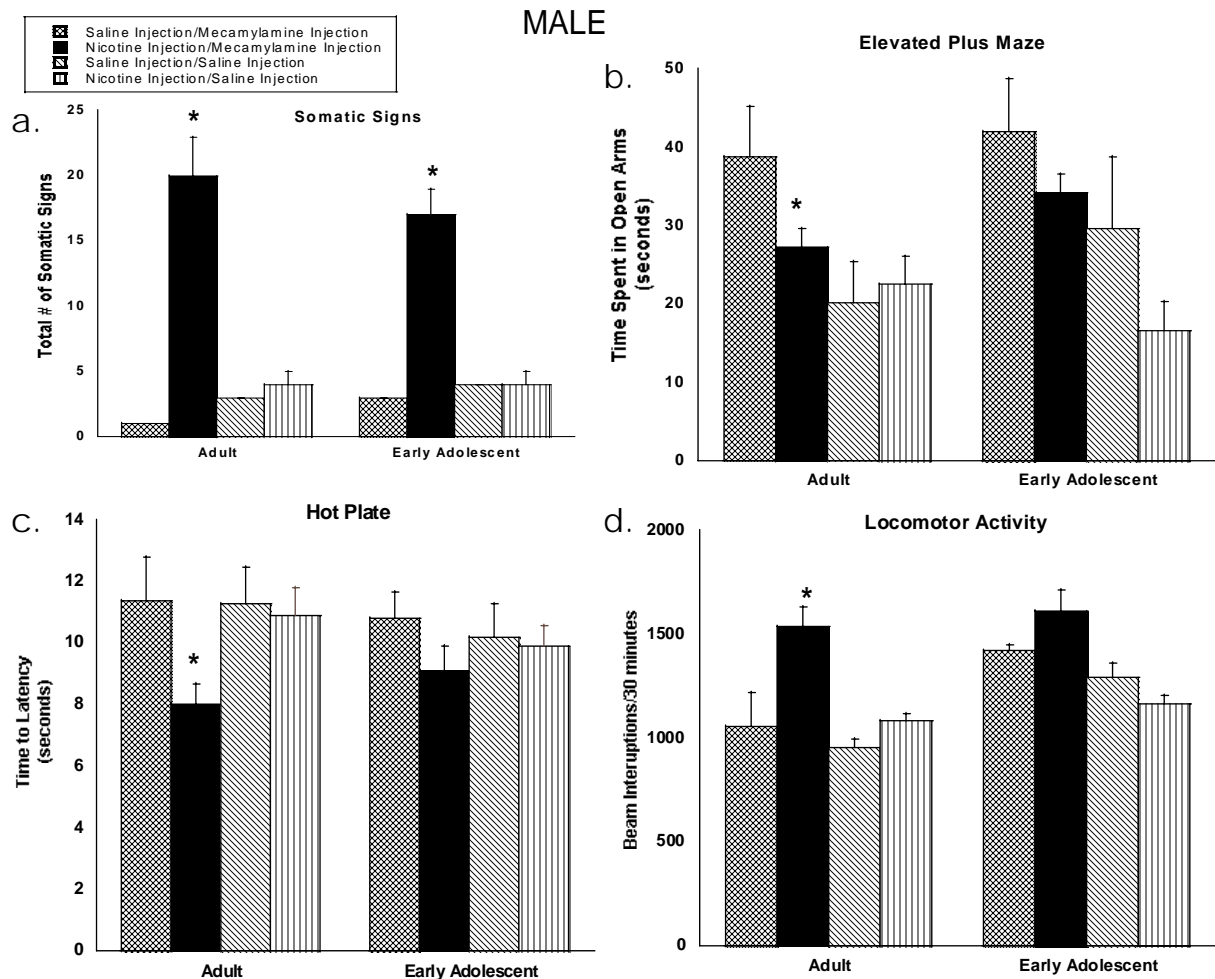 MALE
Saline Injection/Mecamylamine Injection
Nicotine Injection/Mecamylamine Injection
Saline Injection/Saline Injection
Nicotine Injection/Saline Injection
a.
Somatic Signs
25
20
15
10
5
0
Total # of Somatic Signs
*
*
Adult
Early Adolescent
b.
Elevated Plus Maze
50
40
30
20
10
0
Time Spent in Open Arms
(seconds)
*
Adult
Early Adolescent
c.
Hot Plate
14
12
10
8
6
4
2
0
Time to Latency
(seconds)
*
Adult
Early Adolescent
d.
Locomotor Activity
2000
1500
1000
500
0
Beam Interuptions/30 minutes
*
Adult
Early Adolescent